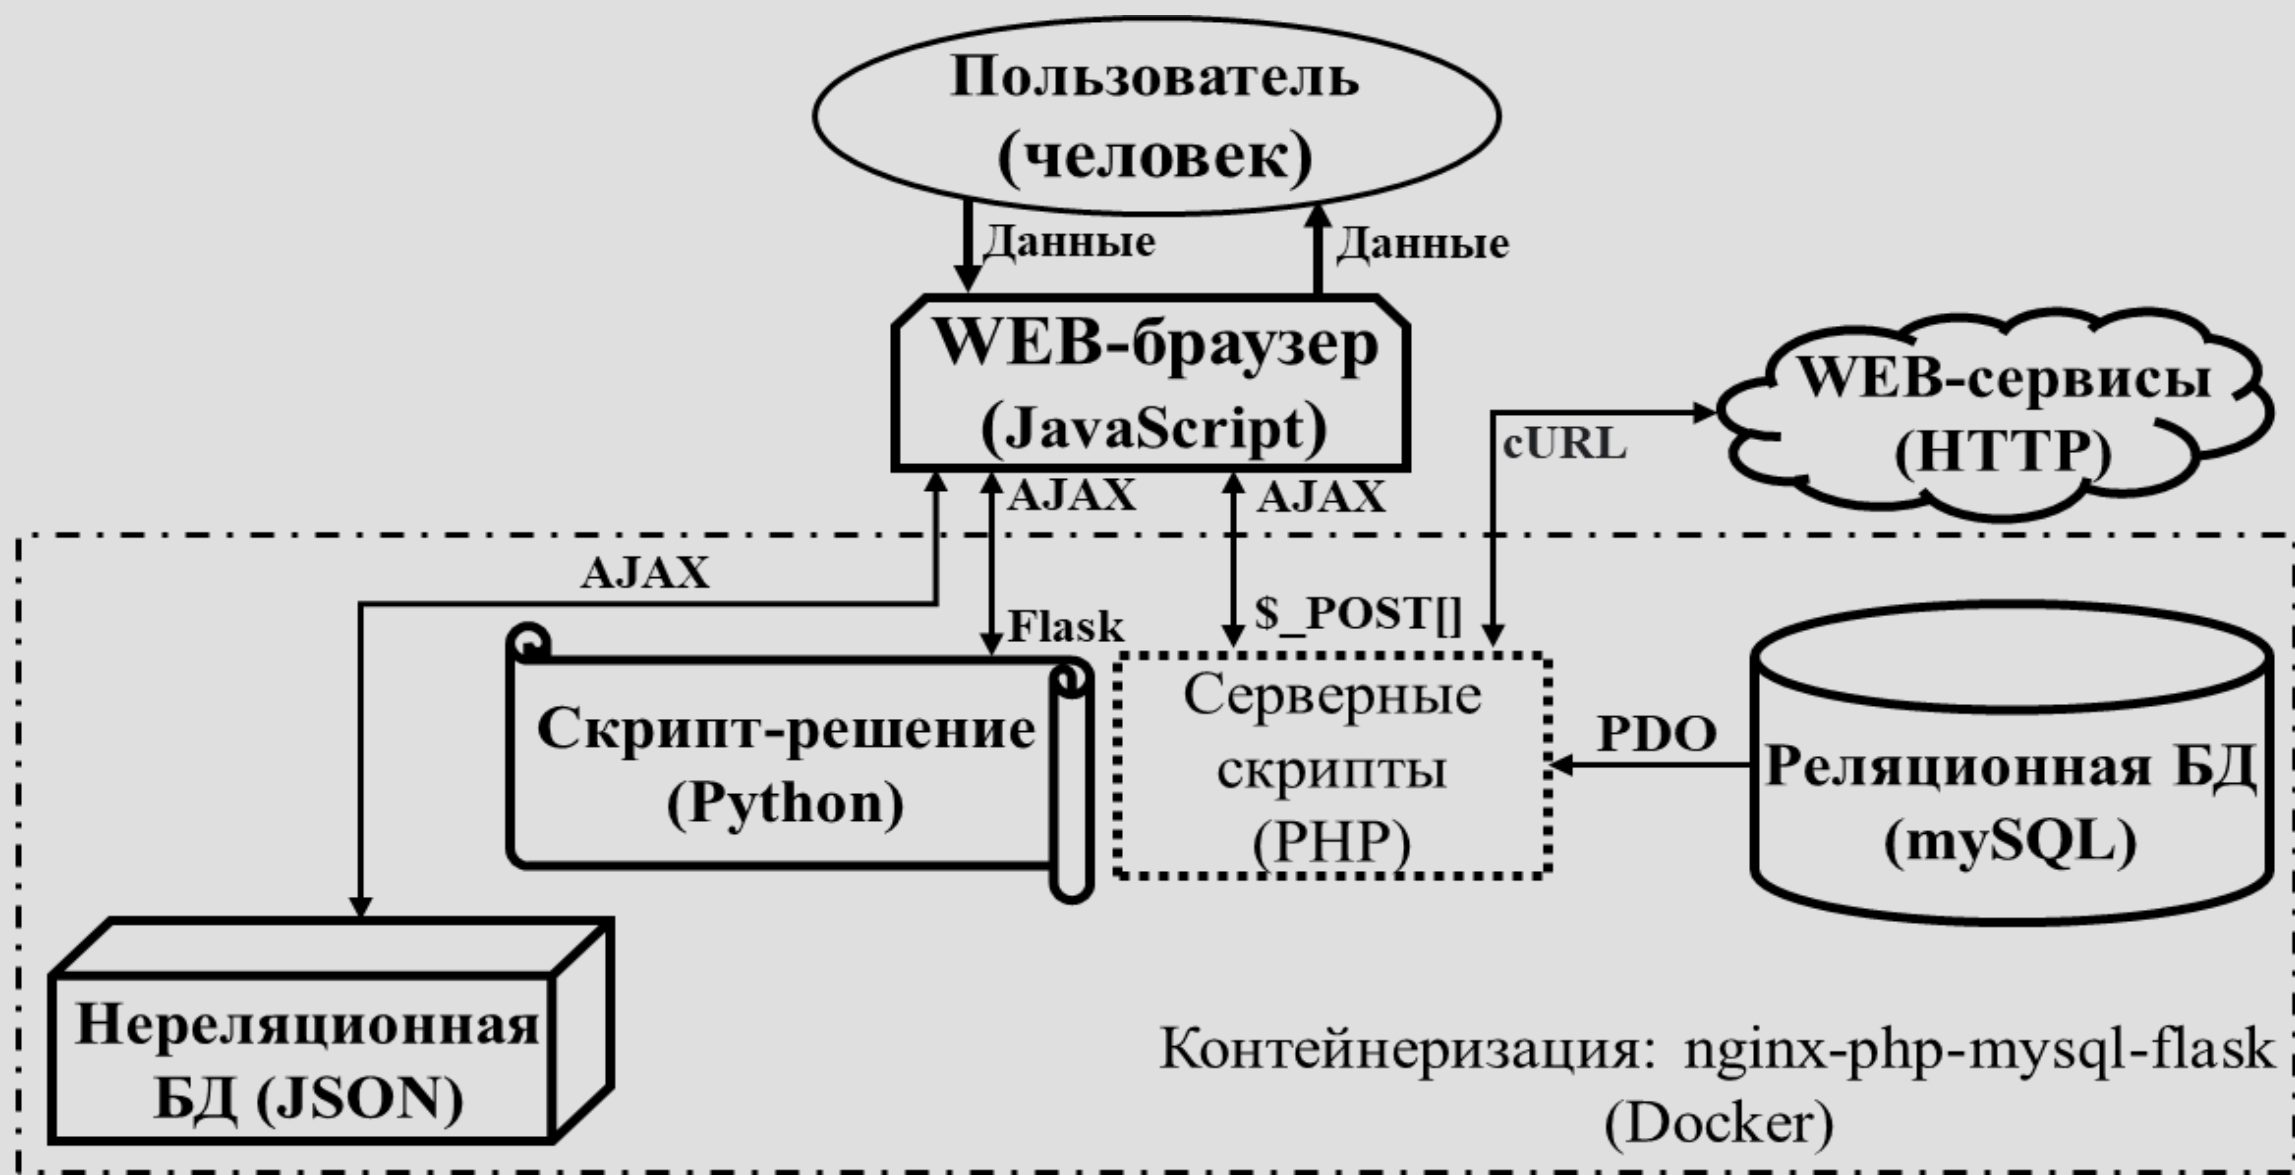 Пользователь
(человек)
Данные
Данные
WEB-браузер
(JavaScript)
WEB-сервисы
(HTTP)
cURL
AJAX
AJAX
AJAX
Flask
$_POST[]
Скрипт-решение
(Python)
Серверные
скрипты
(PHP)
PDO
Реляционная БД
(mySQL)
Нереляционная
БД (JSON)
Контейнеризация: nginx-php-mysql-flask
(Docker)